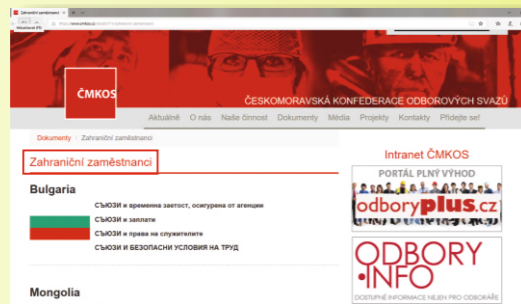 Zahraniční zaměstnanci
ČMKOS
ČESKOMORAVSKÁ KONFEDERACE ODBOROVÝCH SVAZŮ
Aktuálně O nás Naše činnost Dokumenty Média Projekty Kontakty Přidejte se!
Dokumenty Zahraniční zaměstnanci
Zahraniční zaměstnanci
Bulgaria
СЪЮЗИ и временна заетост, осигурена от агенции
СЪЮЗИ и заплати
СЪЮЗИ и права на служителите
СЪЮЗИ И БЕЗОПАСНИ УСЛОВИЯ НА ТРУД
Mongolia
Intranet ČMKOS
PORTÁL PLNÝ VÝHOD
odboryplus.cz
ODBORY
•INFO
DOSTUPNÉ INFORMACE NEJEN PRO ODBORÁŘE